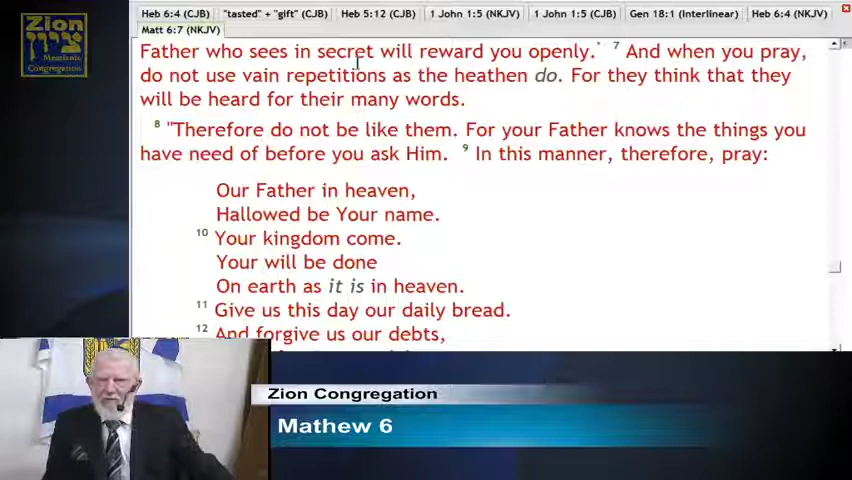 Zion
ציון
Messianic
Congregation
Heb 6:4 (CJB) "tasted" + "gift" (CJB) Heb 5:12 (CJB) 1 John 1:5 (NKJV) 1 John 1:5 (CJB) Gen 18:1 (Interlinear) Heb 6:4 (NKJV)
Matt 6:7 (NKJV)
Father who sees in secret will reward you openly.* 7 And when you pray,
do not use vain repetitions as the heathen do. For they think that they
will be heard for their many words.
8 "Therefore do not be like them. For your Father knows the things you
have need of before you ask Him. 9 In this manner, therefore, pray:
Our Father in heaven,
Hallowed be Your name.
10 Your kingdom come.
Your will be done
On earth as it is in heaven.
11 Give us this day our daily bread.
12 And forgive us our debts,
Zion Congregation
Mathew 6